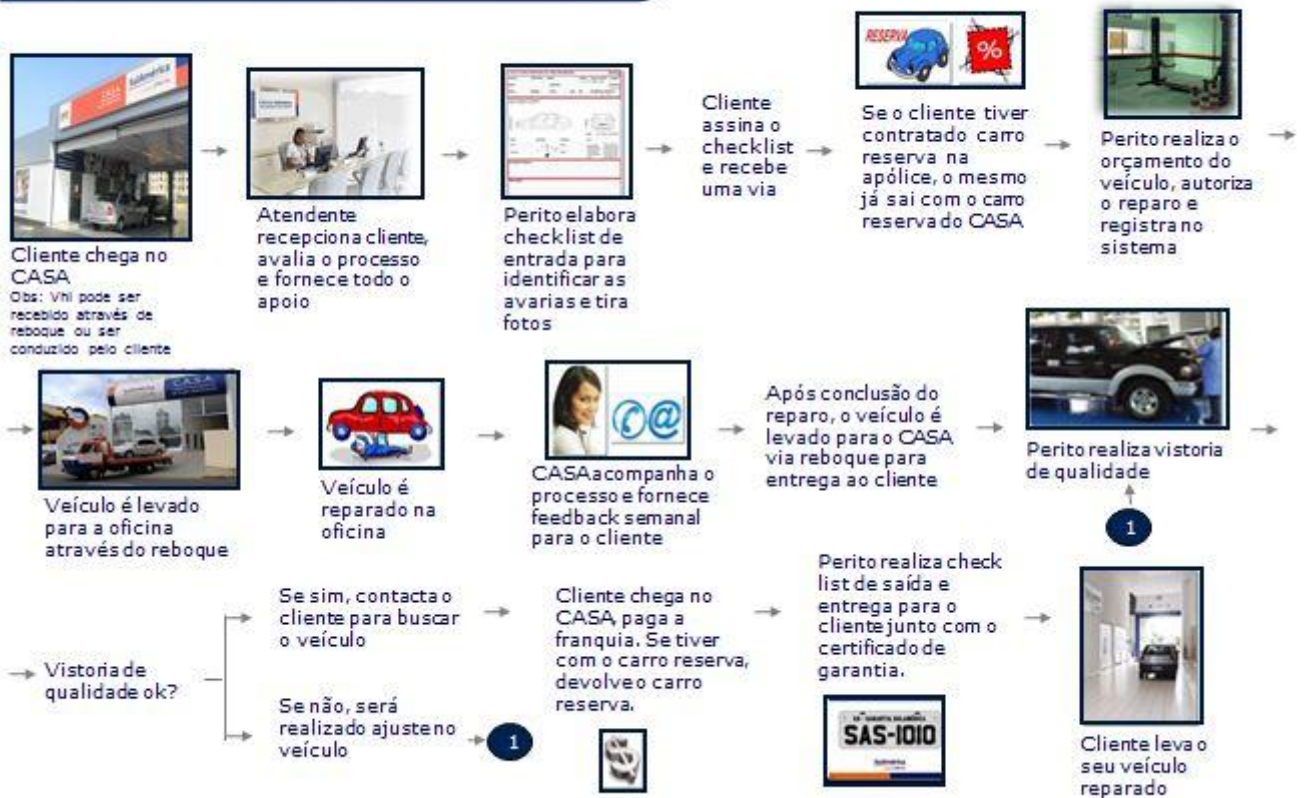 SulAmérica
CASA
RESERVA
%
Cliente chega no
CASA
Obs: Vhl pode ser
recebido através de
reboque ou ser
conduzido pelo cliente
Atendente
recepciona cliente,
avalia o processo
e fornece todo o
apoio
Perito elabora
checklist de
entrada para
identificar as
avarias e tira
fotos
Cliente
assina o
checklist
e recebe
uma via
Se o cliente tiver
contratado carro
reserva na
apólice, o mesmo
já sai com o carro
reserva do CASA
Perito realiza o
orçamento do
veículo, autoriza
o reparo e
registra no
sistema
CASA
Veículo é levado
para a oficina
através do reboque
Veículo é
reparado na
oficina
@
CASA acompanha o
processo e fornece
feedback semanal
para o cliente
Após conclusão do
reparo, o veículo é
levado para o CASA
via reboque para
entrega ao cliente
Perito realiza vistoria
de qualidade
1
Vistoria de
qualidade ok?
Se sim, contacta o
cliente para buscar
o veículo
Se não, será
realizado ajuste no
veículo
1
Cliente chega no
CASA, paga a
franquia. Se tiver
com o carro reserva,
devolve o carro
reserva.
$
Perito realiza check
list de saída e
entrega para o
cliente junto com o
certificado de
garantia.
SAS-1010
SulAmérica
Cliente leva o
seu veículo
reparado